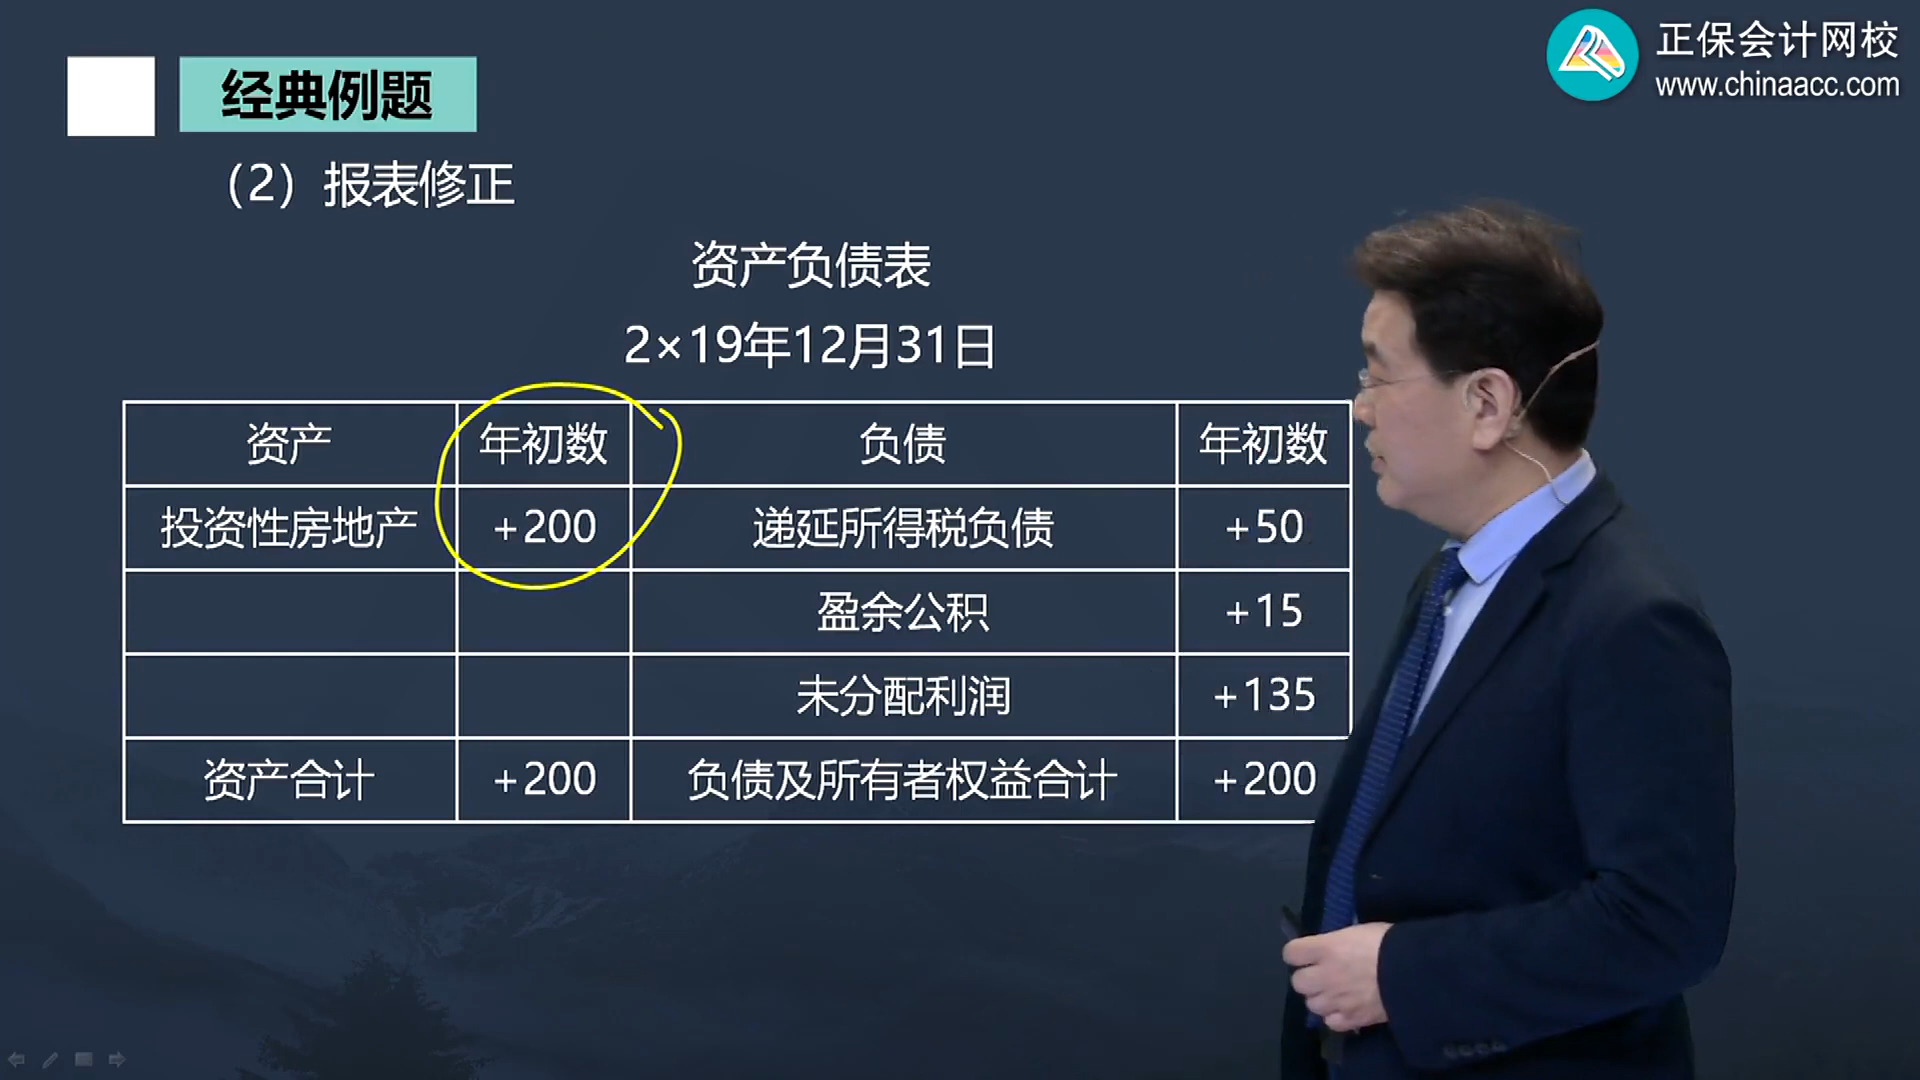 正保会计网校
www.chinaacc.com
经典例题
（2）报表修正
资产负债表
2×19年12月31日
资产 年初数 负债 年初数
投资性房地产 +200 递延所得税负债 +50
盈余公积 +15
未分配利润 +135
资产合计 +200 负债及所有者权益合计 +200